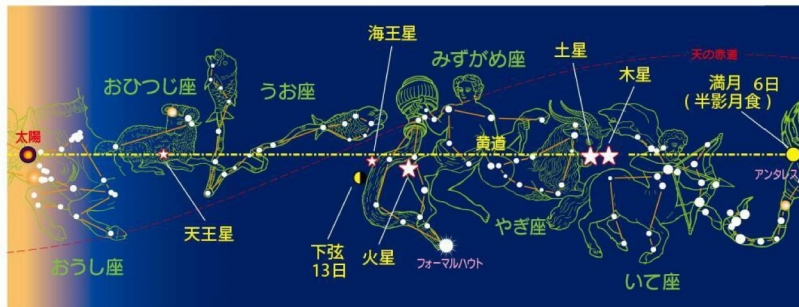 海王星
みずがめ座
土星
木星
天の赤道
おひつじ座
うお座
満月 6日
(半影月食)
太陽
黄道
アンタレス
天王星
下弦
13日
火星
やぎ座
おうし座
フォーマルハウト
いて座